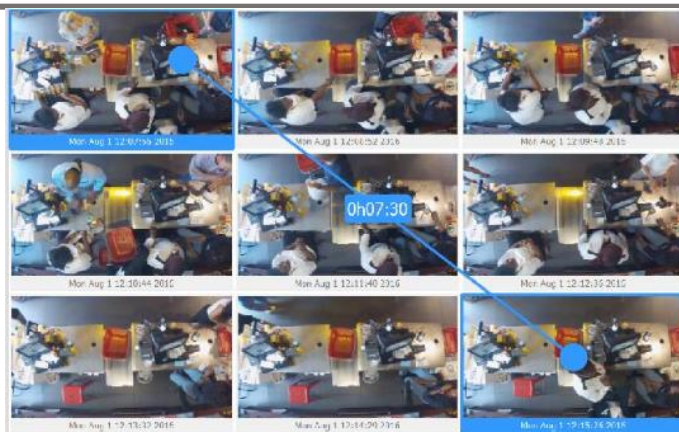 Mon Aug 1 12:07:56 2016
Mon Aug 1 12:08:52 2016
Mon Aug 1 12:09:48 2016
Mon Aug 1 12:10:44 2016
Mon Aug 1 12:11:40 2016
Mon Aug 1 12:12:36 2016
0h07:30
Mon Aug 1 12:13:32 2016
Mon Aug 1 12:14:29 2016
Mon Aug 1 12:15:26 2016